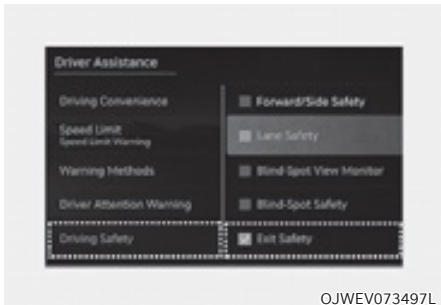 Driver Assistance
Driving Convenience
Speed Limit
Speed Limit Warning
Warning Methods
Driver Attention Warning
Driving Safety
Forward/Side Safety
Lane Safety
Blind-Spot View Monitor
Blind-Spot Safety
Exit Safety
OJWEV073497L